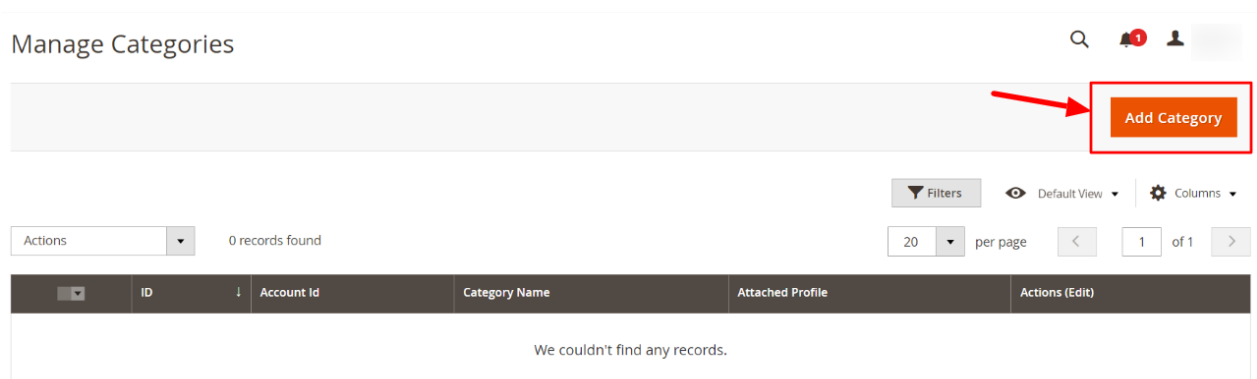 Manage Categories
1
Add Category
Filters
Default View
Columns
Actions
0 records found
20
per page
1
of 1
ID
Account Id
Category Name
Attached Profile
Actions (Edit)
We couldn't find any records.